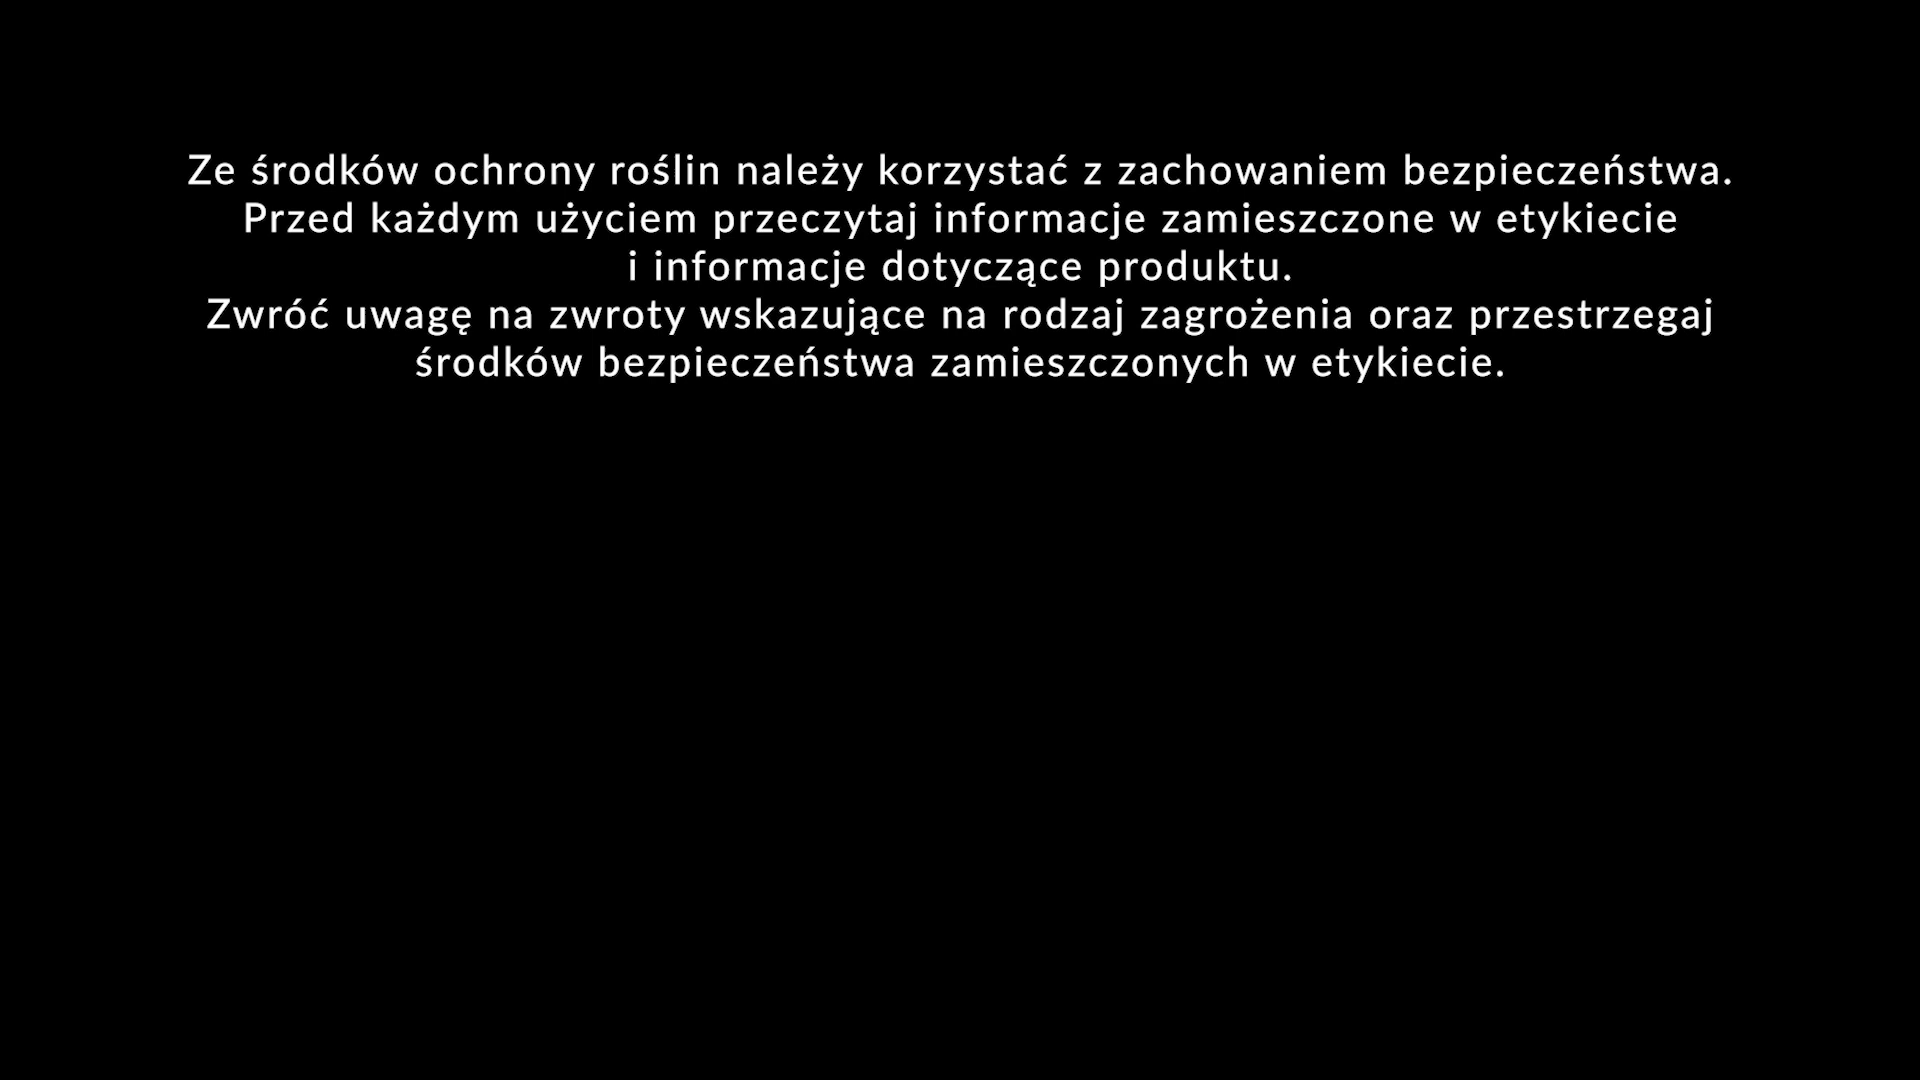 Ze środków ochrony roślin należy korzystać z zachowaniem bezpieczeństwa.
Przed każdym użyciem przeczytaj informacje zamieszczone w etykiecie
i informacje dotyczące produktu.
Zwróć uwagę na zwroty wskazujące na rodzaj zagrożenia oraz przestrzegaj
środków bezpieczeństwa zamieszczonych w etykiecie.